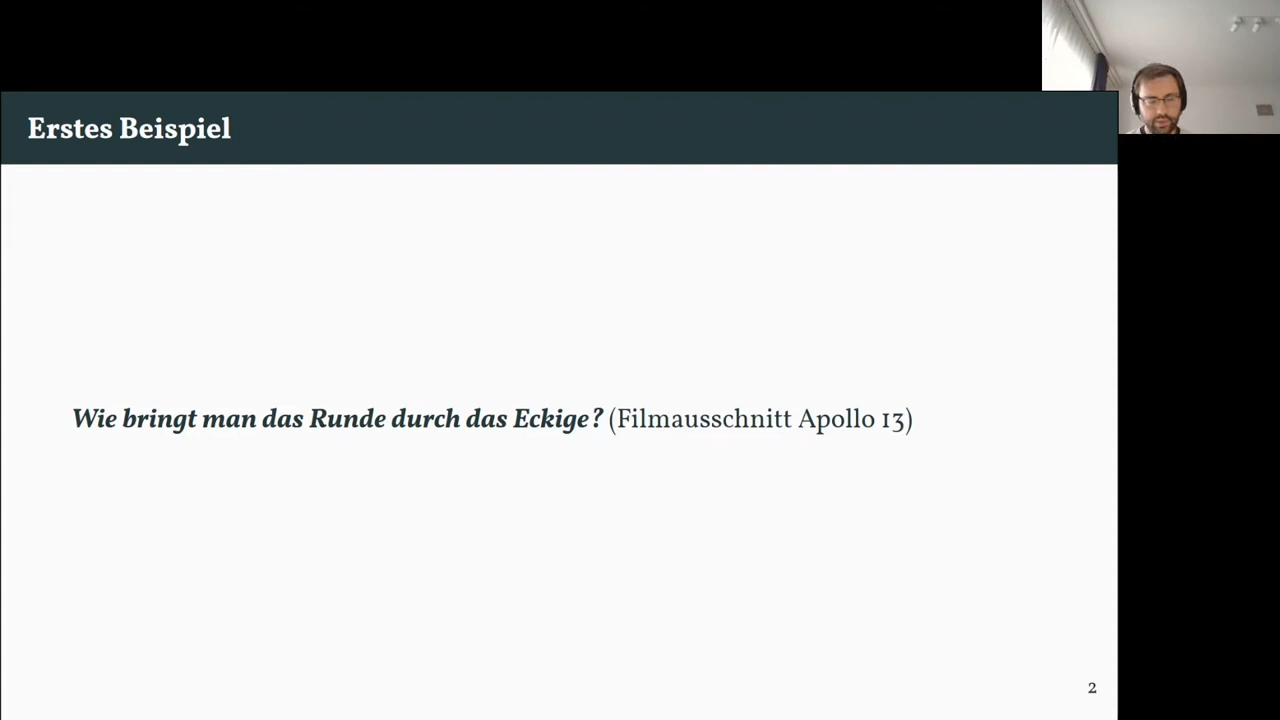 Erstes Beispiel
Wie bringt man das Runde durch das Eckige? (Filmausschnitt Apollo 13)
2